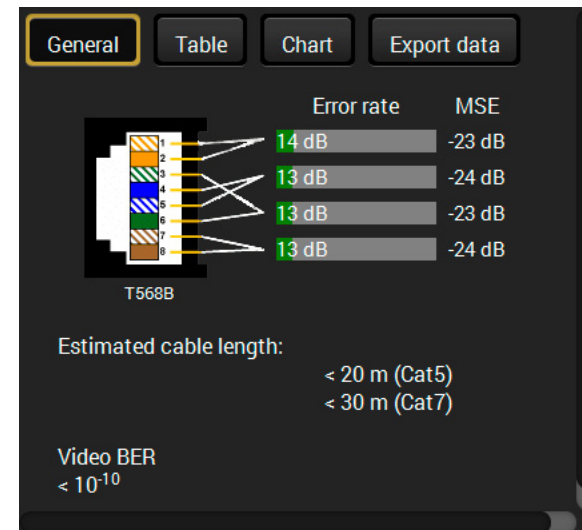 General Table Chart Export data
Error rate MSE
1 14 dB -23 dB
2
3 13 dB -24 dB
4
5
6 13 dB -23 dB
7
8 13 dB -24 dB
T568B
Estimated cable length:
< 20 m (Cat5)
< 30 m (Cat7)
Video BER
< 10⁻¹⁰